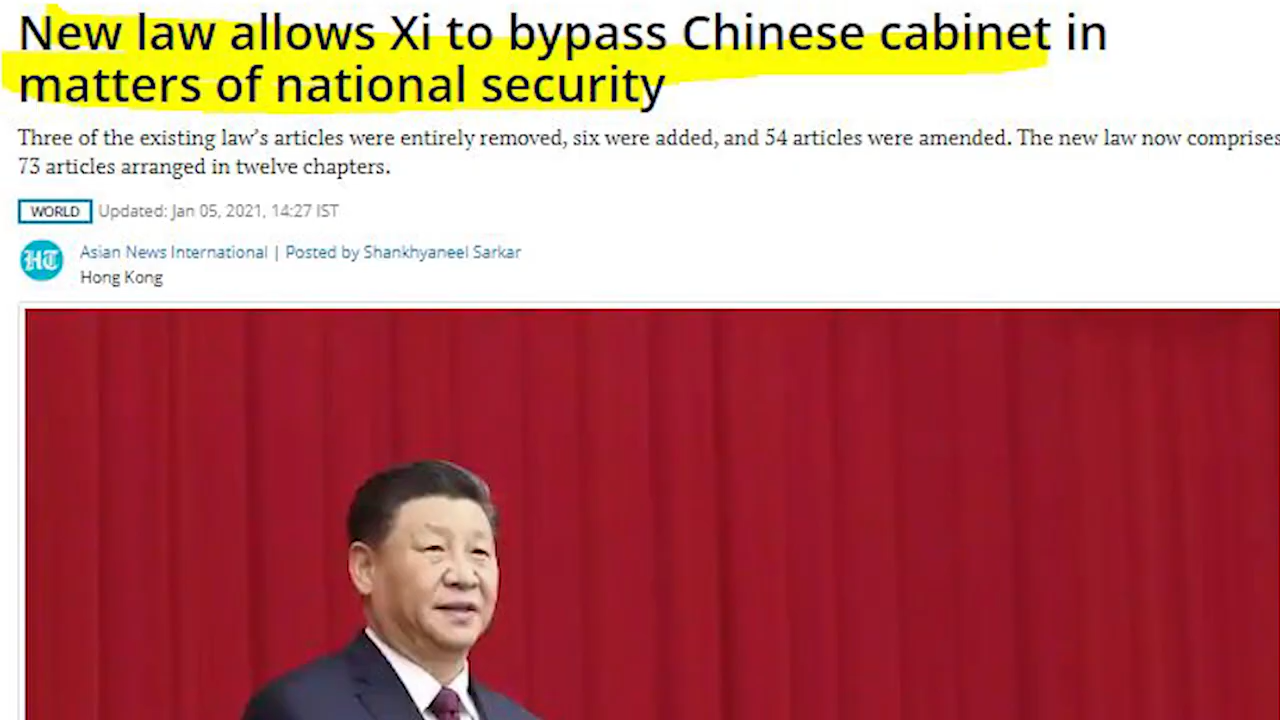 New law allows Xi to bypass Chinese cabinet in
matters of national security
Three of the existing law's articles were entirely removed, six were added, and 54 articles were amended. The new law now comprises
73 articles arranged in twelve chapters.
WORLD Updated: Jan 05, 2021, 14:27 IST
HT Asian News International | Posted by Shankhyaneel Sarkar
Hong Kong